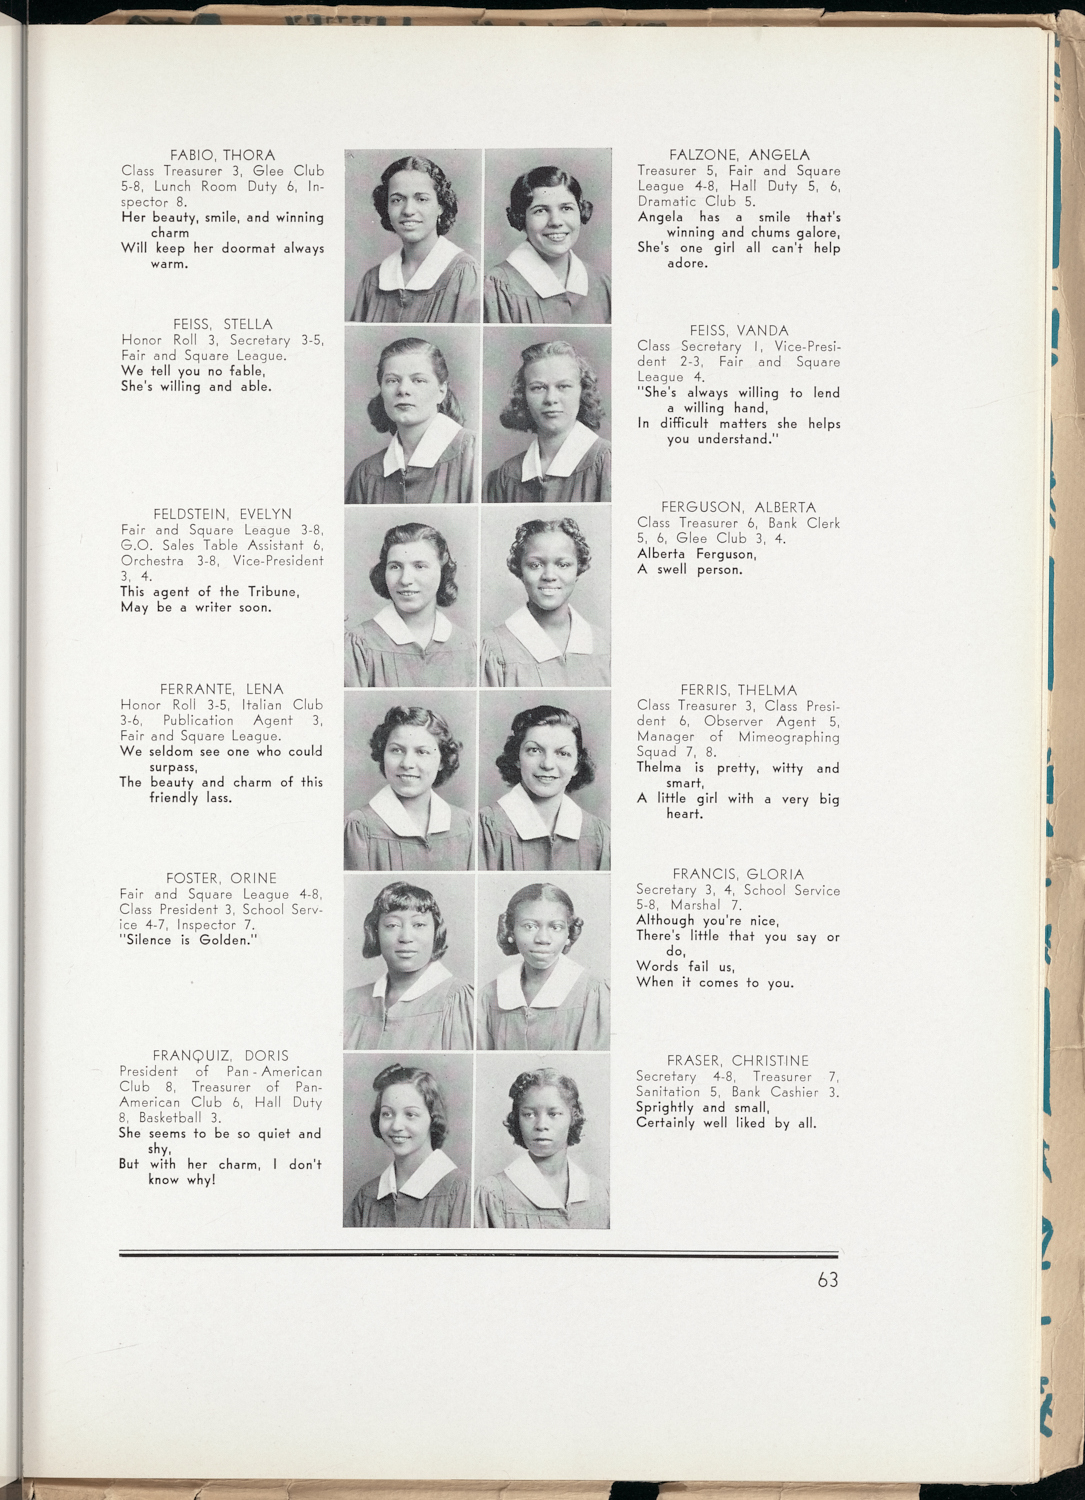 FABIO, THORA
Class Treasurer 3, Glee Club
5-8, Lunch Room Duty 6, In-
spector 8.
Her beauty, smile, and winning
charm
Will keep her doormat always
warm.
FALZONE, ANGELA
Treasurer 5, Fair and Square
League 4-8, Hall Duty 5, 6,
Dramatic Club 5.
Angela has a smile that's
winning and chums galore,
She's one girl all can't help
adore.
FEISS, STELLA
Honor Roll 3, Secretary 3-5,
Fair and Square League.
We tell you no fable,
She's willing and able.
FEISS, VANDA
Class Secretary 1, Vice-Presi-
dent 2-3, Fair and Square
League 4.
"She's always willing to lend
a willing hand,
In difficult matters she helps
you understand."
FELDSTEIN, EVELYN
Fair and Square League 3-8,
G.O. Sales Table Assistant 6,
Orchestra 3-8, Vice-President
3, 4.
This agent of the Tribune,
May be a writer soon.
FERGUSON, ALBERTA
Class Treasurer 6, Bank Clerk
5, 6, Glee Club 3, 4.
Alberta Ferguson,
A swell person.
FERRANTE, LENA
Honor Roll 3-5, Italian Club
3-6, Publication Agent 3,
Fair and Square League.
We seldom see one who could
surpass,
The beauty and charm of this
friendly lass.
FERRIS, THELMA
Class Treasurer 3, Class Presi-
dent 6, Observer Agent 5,
Manager of Mimeographing
Squad 7, 8.
Thelma is pretty, witty and
smart,
A little girl with a very big
heart.
FOSTER, ORINE
Fair and Square League 4-8,
Class President 3, School Serv-
ice 4-7, Inspector 7.
"Silence is Golden."
FRANCIS, GLORIA
Secretary 3, 4, School Service
5-8, Marshal 7.
Although you're nice,
There's little that you say or
do,
Words fail us,
When it comes to you.
FRANQUIZ, DORIS
President of Pan-American
Club 8, Treasurer of Pan-
American Club 6, Hall Duty
8, Basketball 3.
She seems to be so quiet and
shy,
But with her charm, I don't
know why!
FRASER, CHRISTINE
Secretary 4-8, Treasurer 7,
Sanitation 5, Bank Cashier 3.
Sprightly and small,
Certainly well liked by all.
63